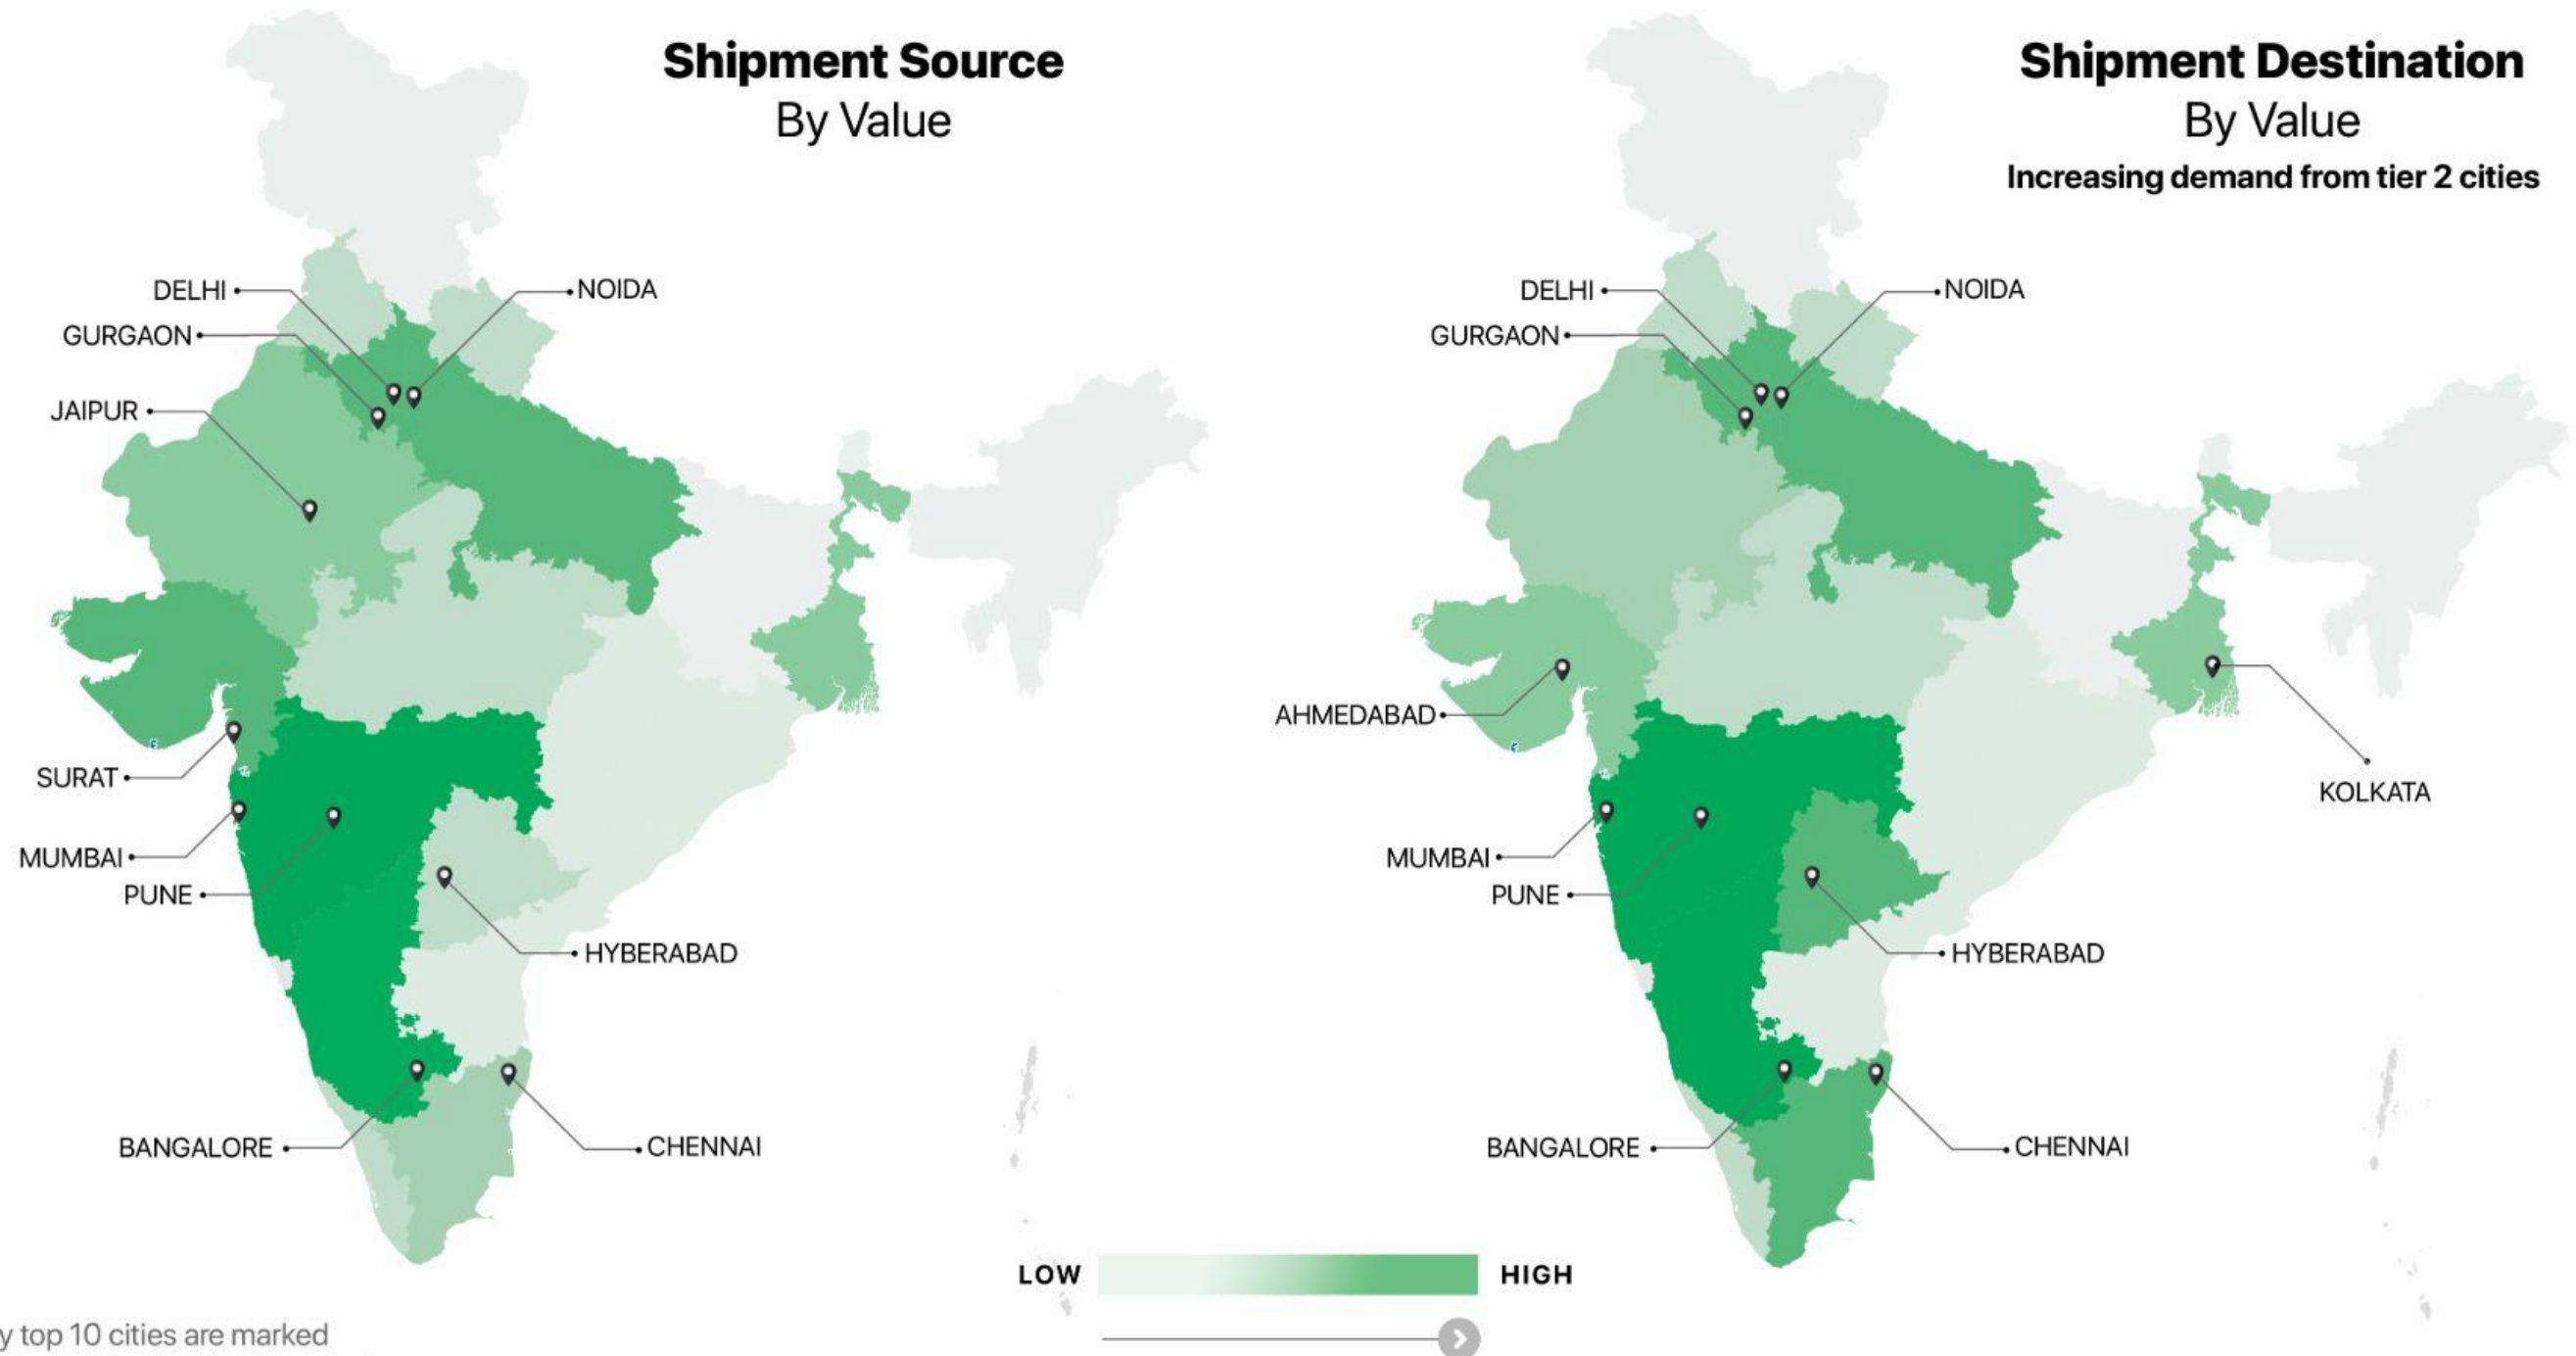 Shipment Source
By Value
DELHI
NOIDA
GURGAON
JAIPUR
SURAT
MUMBAI
PUNE
HYBERABAD
BANGALORE
CHENNAI
Shipment Destination
By Value
Increasing demand from tier 2 cities
DELHI
NOIDA
GURGAON
AHMEDABAD
KOLKATA
MUMBAI
PUNE
HYBERABAD
BANGALORE
CHENNAI
LOW
HIGH
y top 10 cities are marked